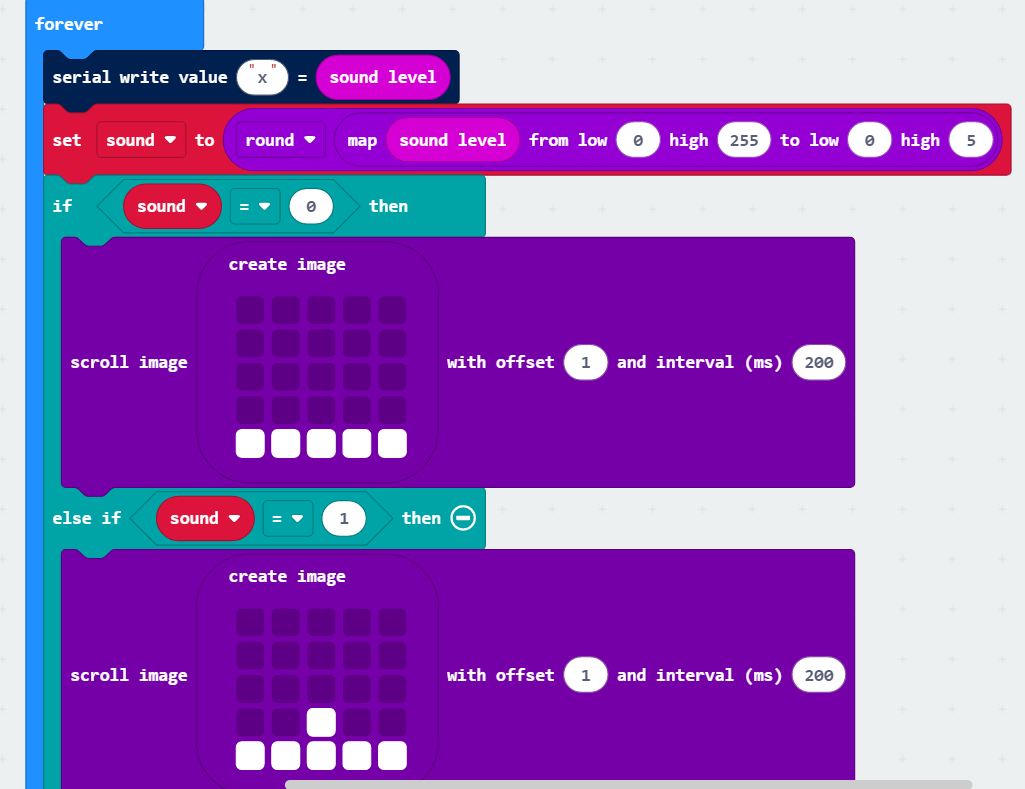 forever
serial write value "x" = sound level
set sound to round map sound level from low 0 high 255 to low 0 high 5
if sound = 0 then
create image
scroll image with offset 1 and interval (ms) 200
else if sound = 1 then
create image
scroll image with offset 1 and interval (ms) 200